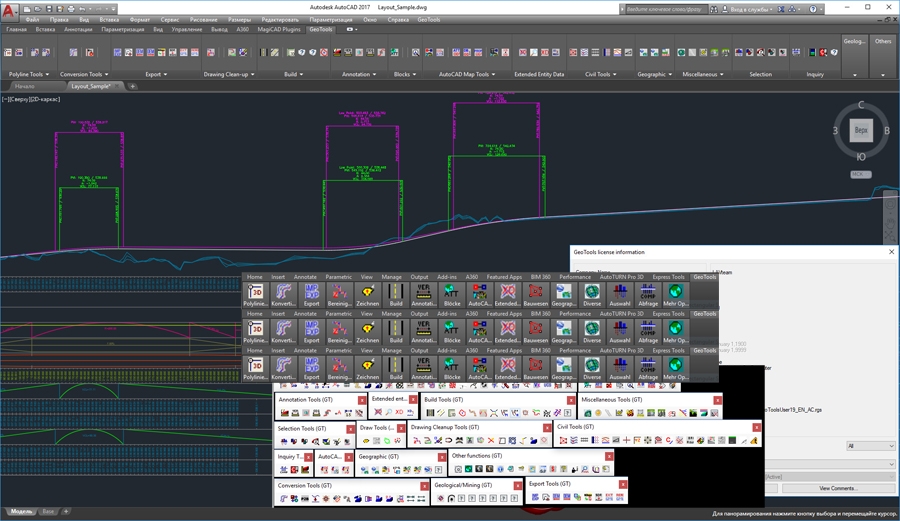 Autodesk AutoCAD 2017 Layout_Sample.dwg
Введите ключевое слово/фразу
Вход в службы
Файл Правка Вид Вставка Формат Сервис Рисование Размеры Редактировать Параметризация Окно Справка GeoTools
Главная Вставка Аннотации Параметризация Вид Управление Вывод A360 MagiCAD Plugins GeoTools
Geolog... Others
Polyline Tools Conversion Tools Export Drawing Clean-up Build Annotation Blocks AutoCAD Map Tools Extended Entity Data Civil Tools Geographic Miscellaneous Selection Inquiry
Начало Layout_Sample*
[−][Сверху][2D-каркас]
С
З Верх В
Ю
МСК
GeoTools license information
Home Insert Annotate Parametric View Manage Output Add-ins A360 Featured Apps BIM 360 Performance AutoTURN Pro 3D Express Tools GeoTools
Polylinie... Konverti... Export Bereinig... Zeichnen Build Annotati... Blöcke AutoCA... Extended... Bauwesen Geograp... Diverse Auswahl Abfrage Mehr Op...
Home Insert Annotate Parametric View Manage Output Add-ins A360 Featured Apps BIM 360 Performance AutoTURN Pro 3D Express Tools GeoTools
Polylinie... Konverti... Export Bereinig... Zeichnen Build Annotati... Blöcke AutoCA... Extended... Bauwesen Geograp... Diverse Auswahl Abfrage Mehr Op...
Home Insert Annotate Parametric View Manage Output Add-ins A360 Featured Apps BIM 360 Performance AutoTURN Pro 3D Express Tools GeoTools
Polylinie... Konverti... Export Bereinig... Zeichnen Build Annotati... Blöcke AutoCA... Extended... Bauwesen Geograp... Diverse Auswahl Abfrage Mehr Op...
Annotation Tools (GT) Extended ent... Build Tools (GT) Miscellaneous Tools (GT)
Selection Tools (GT) Draw Tools (... Drawing Cleanup Tools (GT) Civil Tools (GT)
Inquiry T... AutoCA... Geographic (GT) Other functions (GT)
Conversion Tools (GT) Geological/Mining (GT) Export Tools (GT)
oToolsUser19_EN_AC.rgs
All
View Comments...
Модель Base
Для панорамирования нажмите кнопку выбора и перемещайте курсор.